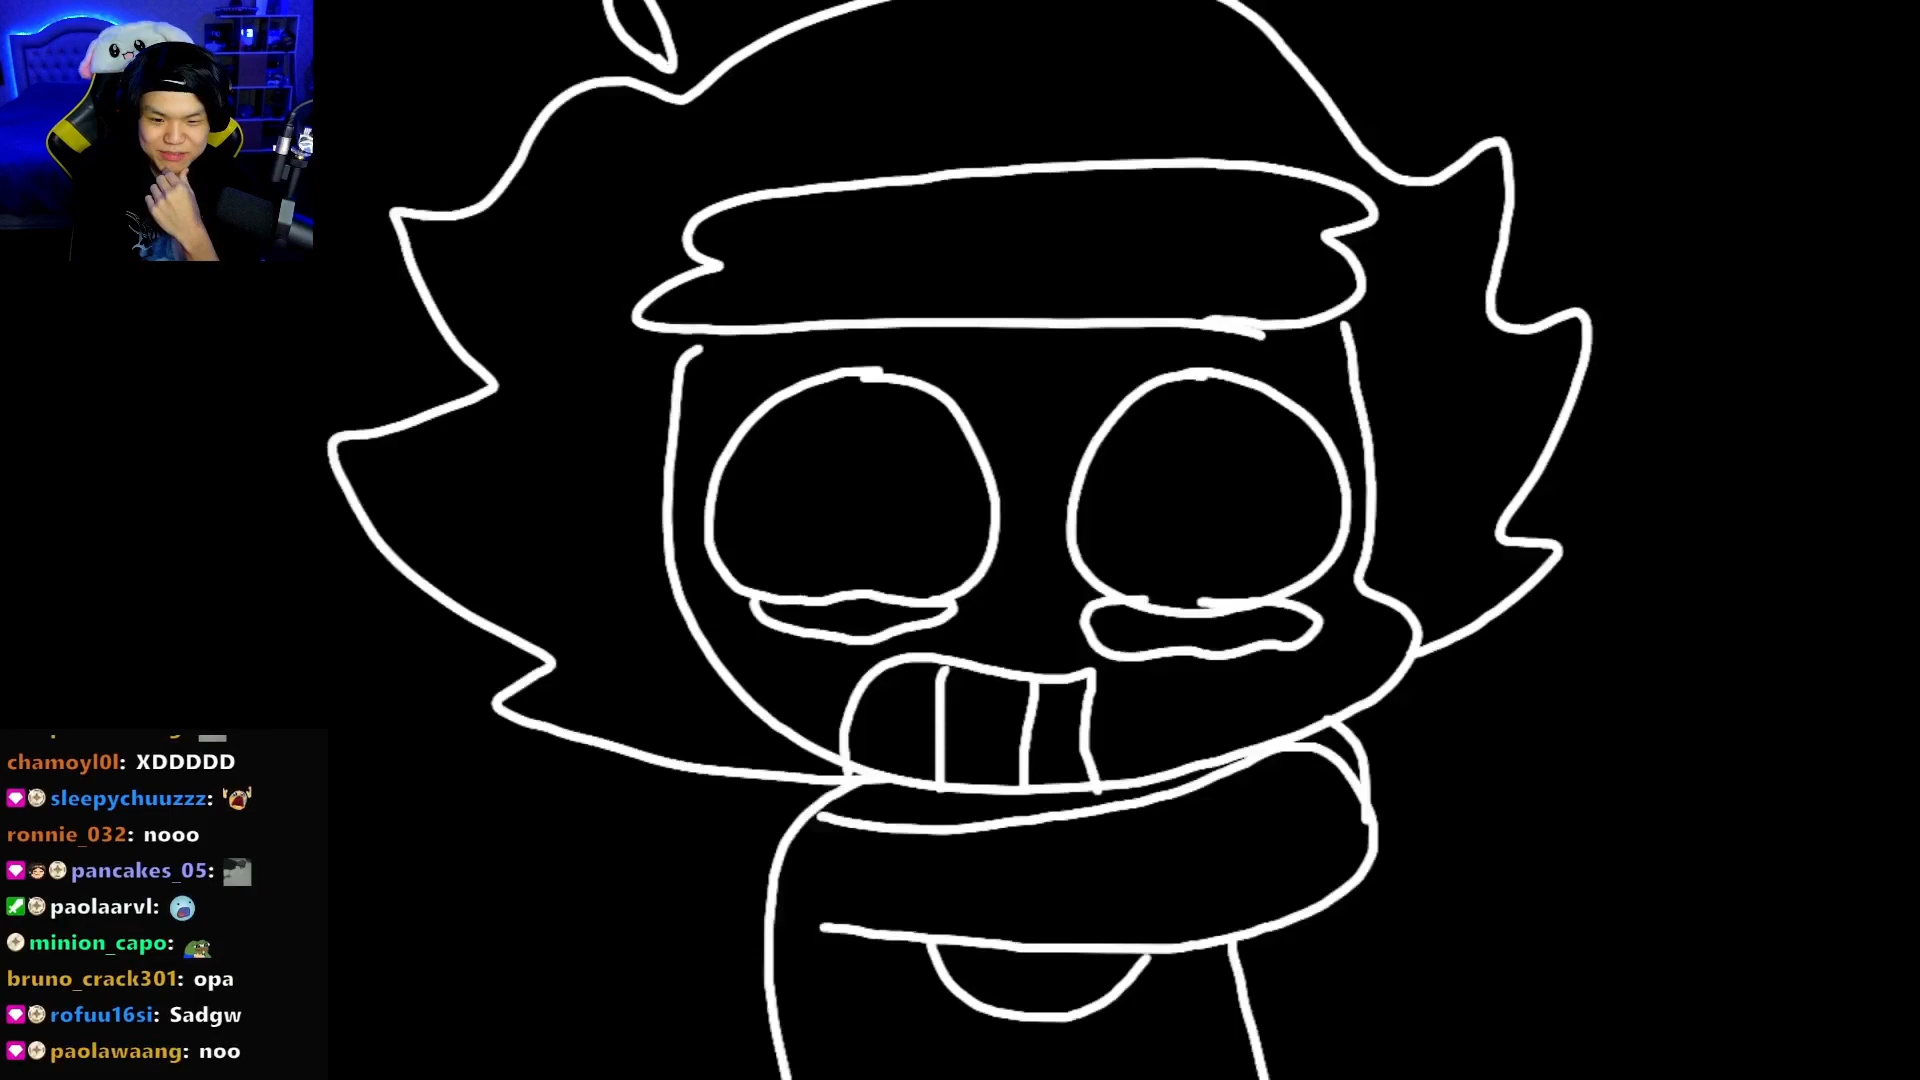 chamoyl0l: XDDDDD
sleepychuuzzz:
ronnie_032: nooo
pancakes_05:
paolaarvl:
minion_capo:
bruno_crack301: opa
rofuu16si: Sadgw
paolawaang: noo